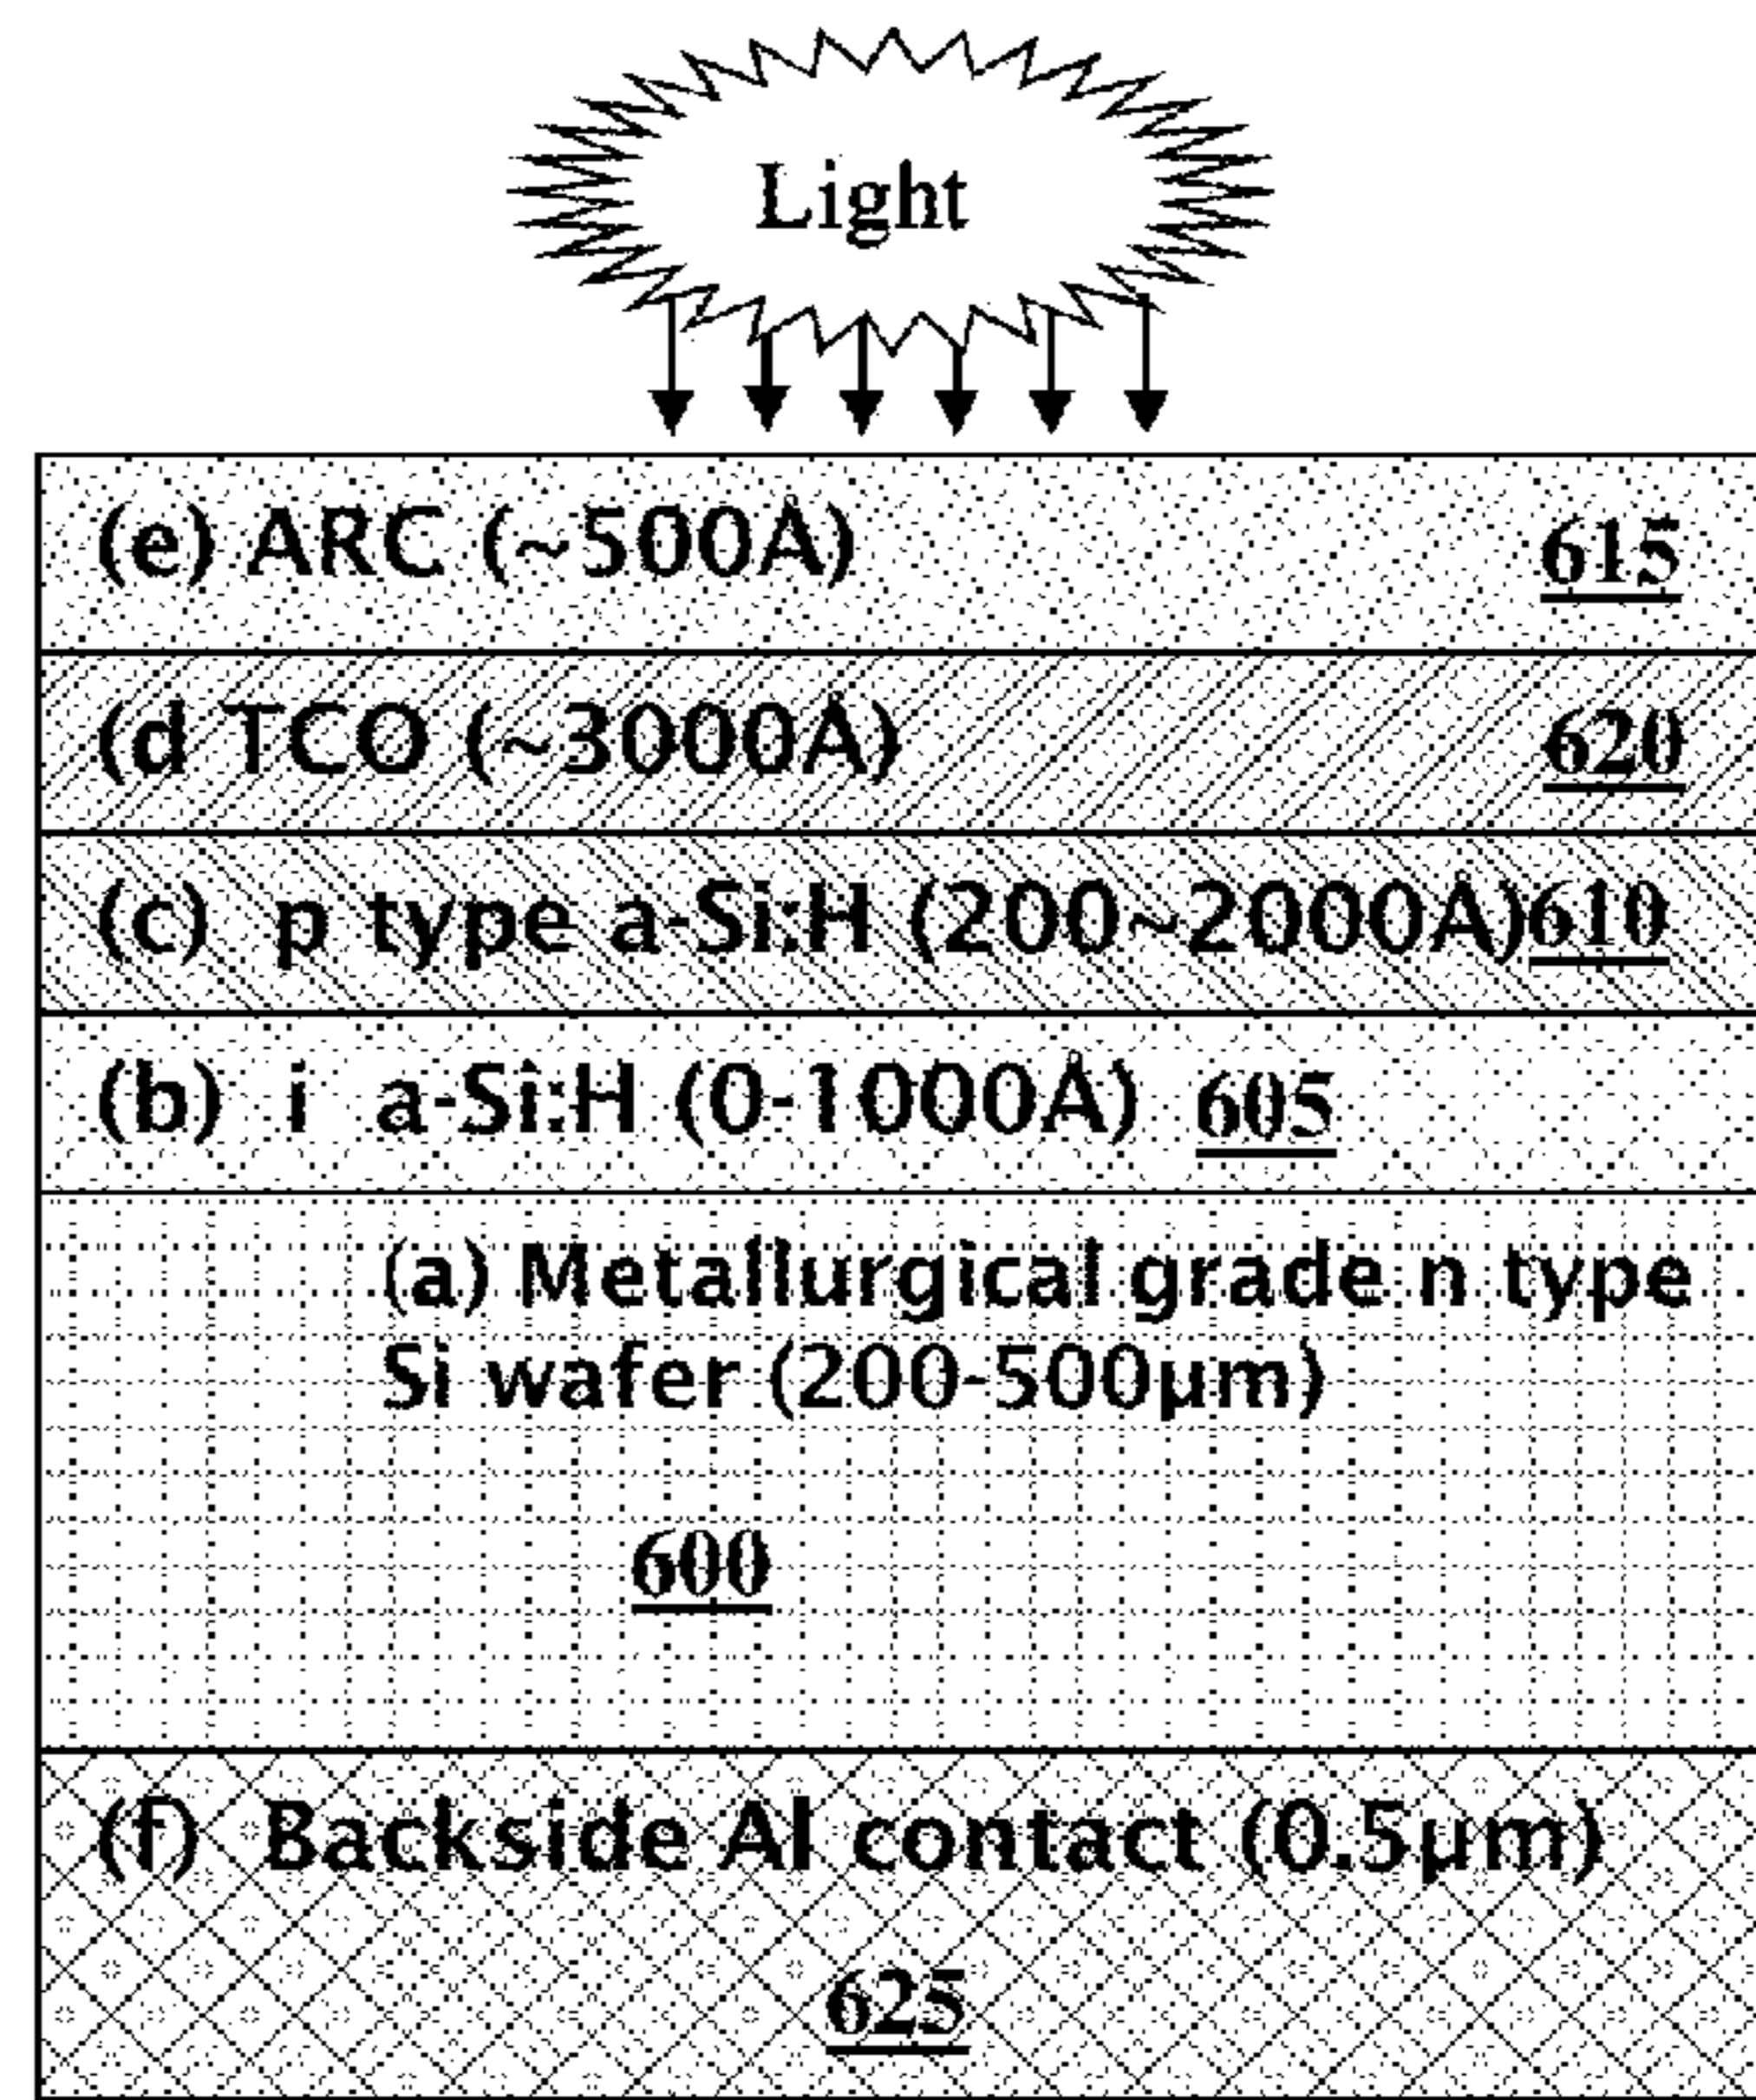 Light
(e) ARC (~500Å) 615
(d TCO (~3000Å) 620
(c) p type a-Si:H (200~2000Å) 610
(b) i a-Si:H (0-1000Å) 605
(a) Metallurgical grade n type
Si wafer (200-500µm)
600
(f) Backside Al contact (0.5µm)
625